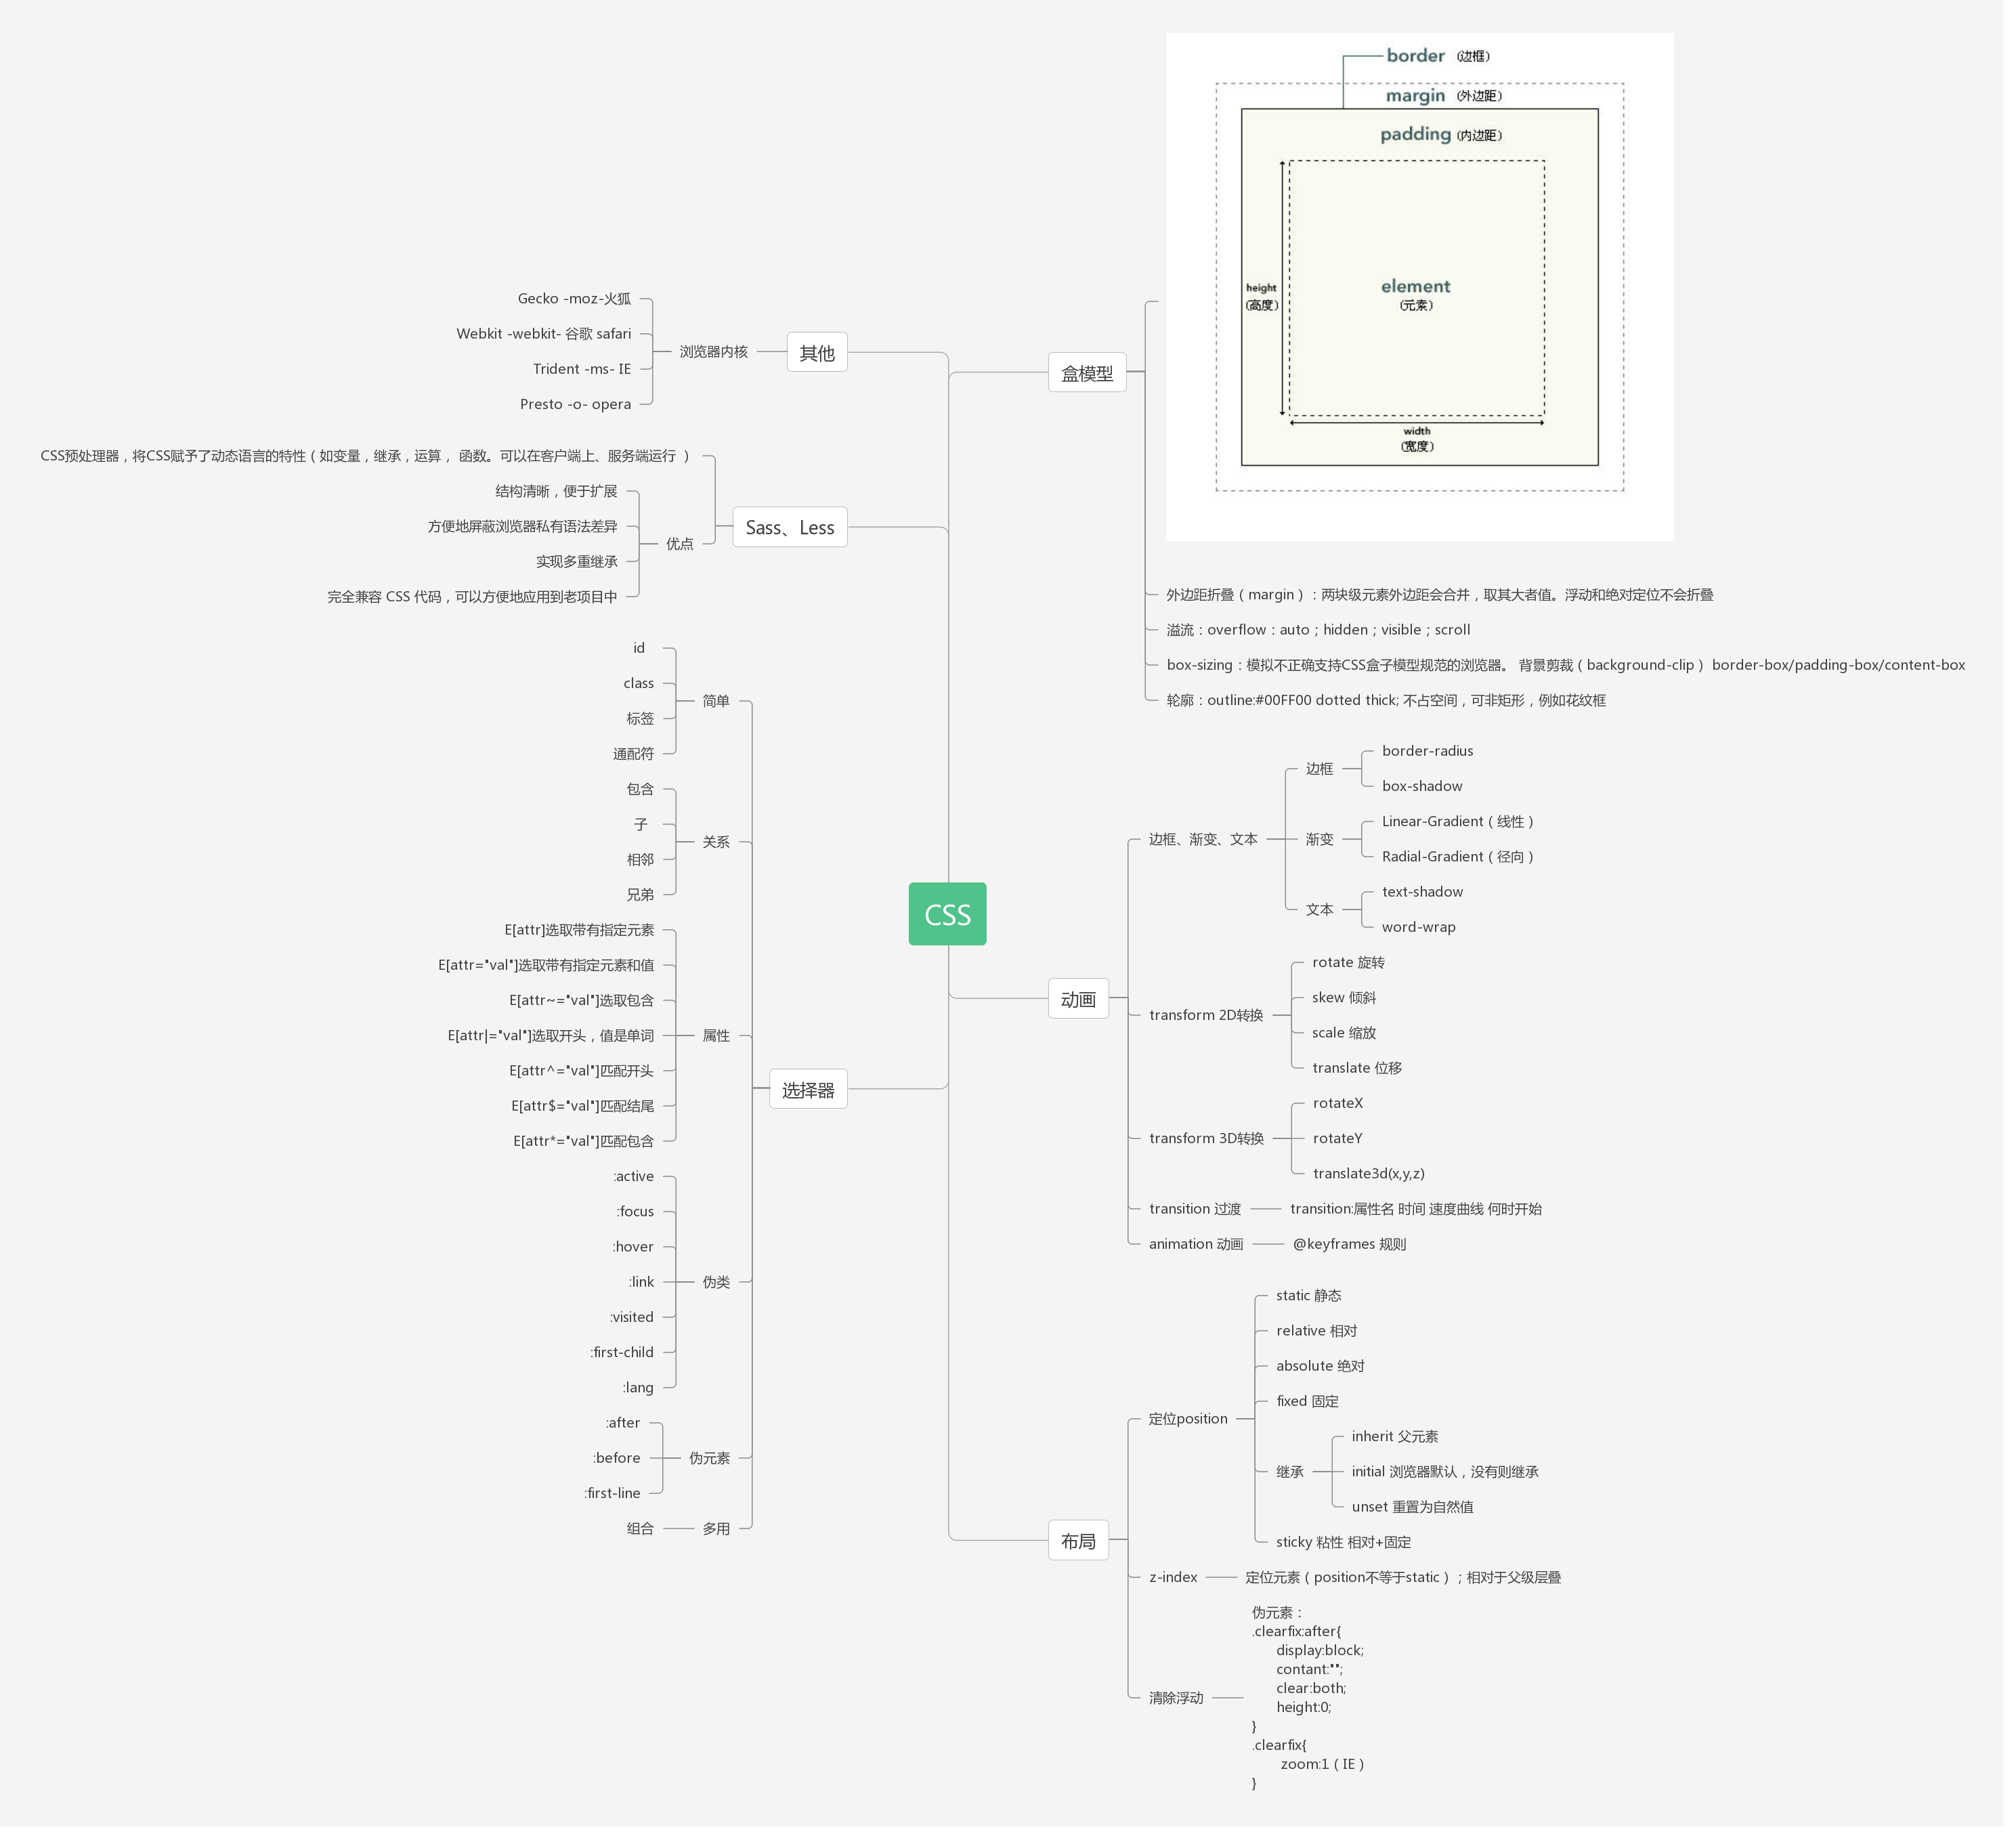 CSS
盒模型
border (边框)
margin (外边距)
padding (内边距)
element
(元素)
height
(高度)
width
(宽度)
外边距折叠（margin）：两块级元素外边距会合并，取其大者值。浮动和绝对定位不会折叠
溢流：overflow：auto；hidden；visible；scroll
box-sizing：模拟不正确支持CSS盒子模型规范的浏览器。 背景剪裁（background-clip） border-box/padding-box/content-box
轮廓：outline:#00FF00 dotted thick; 不占空间，可非矩形，例如花纹框
动画
边框、渐变、文本
边框
border-radius
box-shadow
渐变
Linear-Gradient（线性）
Radial-Gradient（径向）
文本
text-shadow
word-wrap
transform 2D转换
rotate 旋转
skew 倾斜
scale 缩放
translate 位移
transform 3D转换
rotateX
rotateY
translate3d(x,y,z)
transition 过渡
transition:属性名 时间 速度曲线 何时开始
animation 动画
@keyframes 规则
布局
定位position
static 静态
relative 相对
absolute 绝对
fixed 固定
继承
inherit 父元素
initial 浏览器默认，没有则继承
unset 重置为自然值
sticky 粘性 相对+固定
z-index
定位元素（position不等于static）；相对于父级层叠
清除浮动
伪元素：
.clearfix:after{
display:block;
contant:"";
clear:both;
height:0;
}
.clearfix{
zoom:1（IE）
}
其他
浏览器内核
Gecko -moz-火狐
Webkit -webkit- 谷歌 safari
Trident -ms- IE
Presto -o- opera
Sass、Less
CSS预处理器，将CSS赋予了动态语言的特性（如变量，继承，运算， 函数。可以在客户端上、服务端运行 ）
优点
结构清晰，便于扩展
方便地屏蔽浏览器私有语法差异
实现多重继承
完全兼容 CSS 代码，可以方便地应用到老项目中
选择器
简单
id
class
标签
通配符
关系
包含
子
相邻
兄弟
属性
E[attr]选取带有指定元素
E[attr="val"]选取带有指定元素和值
E[attr~="val"]选取包含
E[attr|="val"]选取开头，值是单词
E[attr^="val"]匹配开头
E[attr$="val"]匹配结尾
E[attr*="val"]匹配包含
伪类
:active
:focus
:hover
:link
:visited
:first-child
:lang
伪元素
:after
:before
:first-line
多用
组合